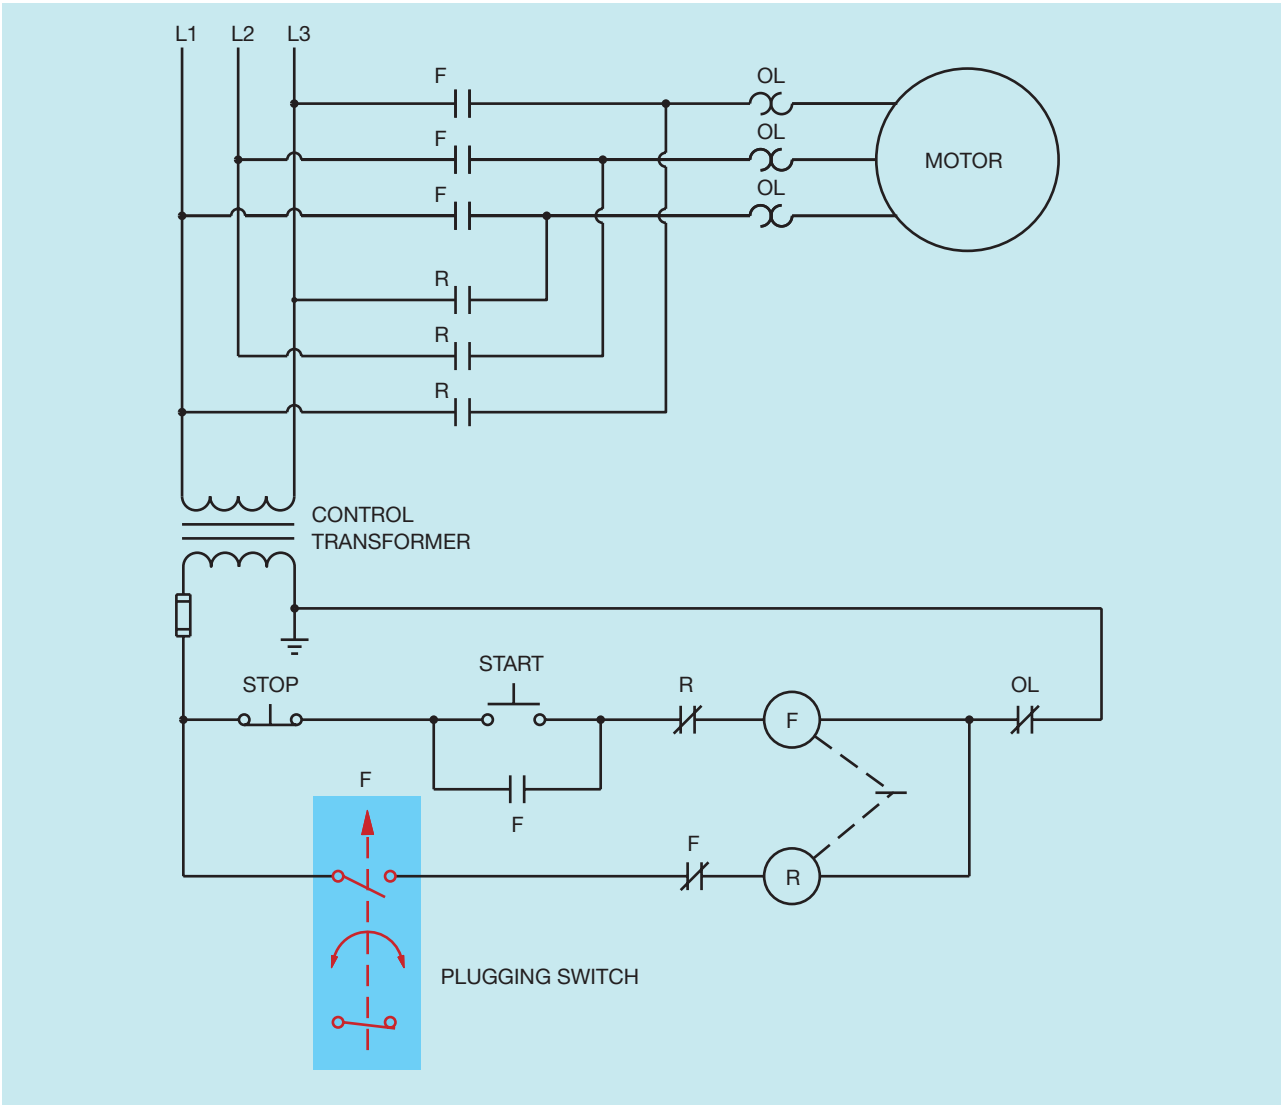 L1 L2 L3
F
OL
F
OL
MOTOR
F
OL
R
R
R
CONTROL
TRANSFORMER
STOP
START
R
F
OL
F
F
F
R
PLUGGING SWITCH